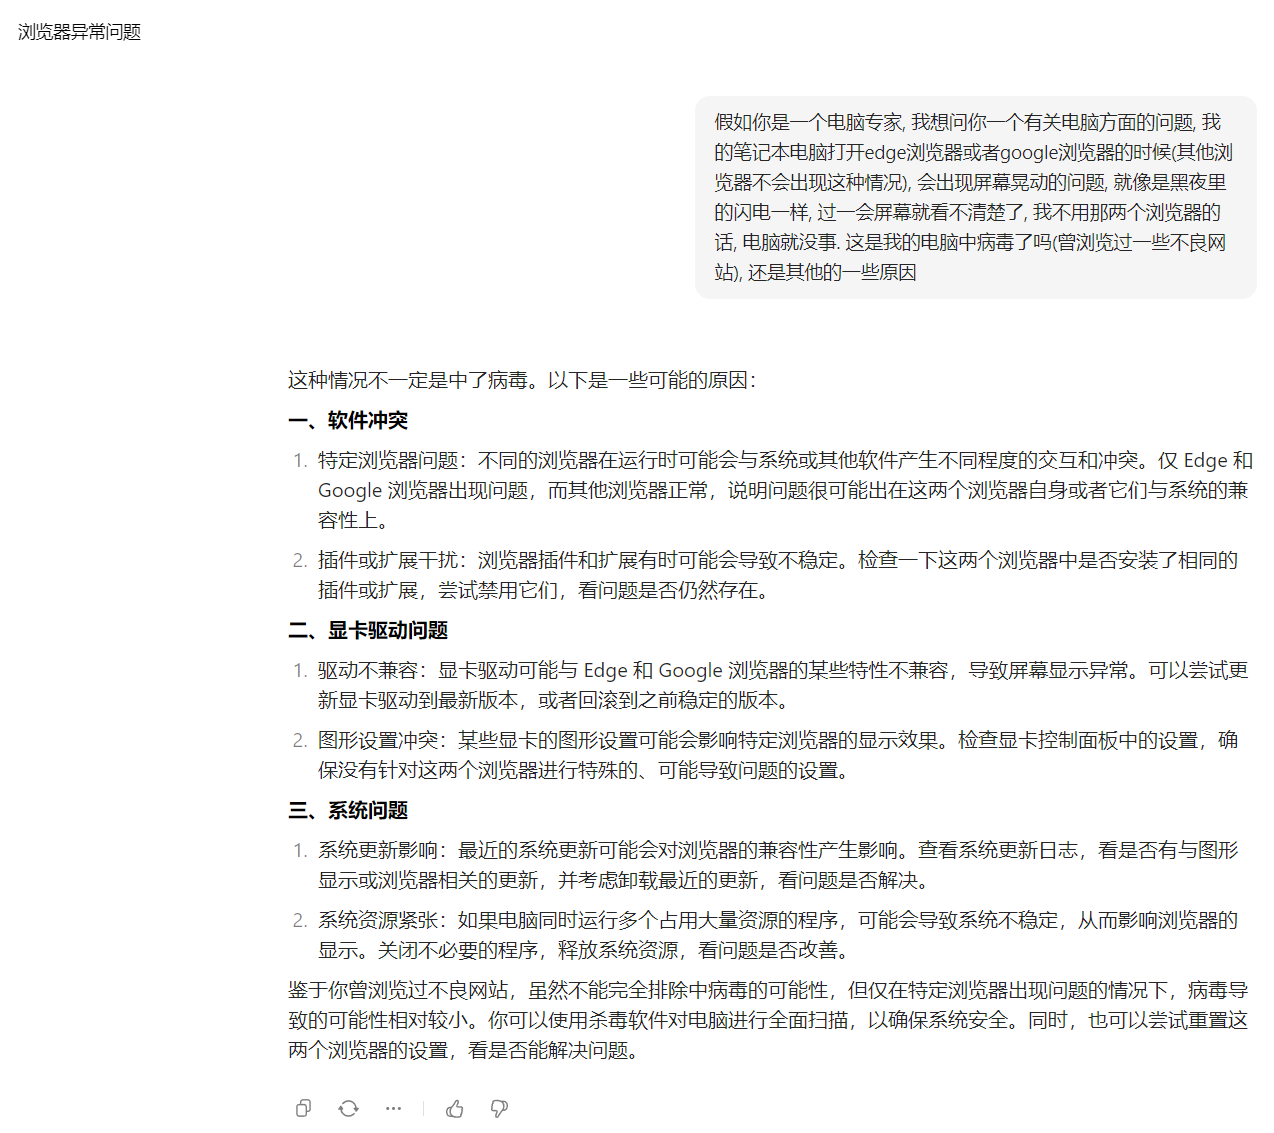 浏览器异常问题
假如你是一个电脑专家, 我想问你一个有关电脑方面的问题, 我
的笔记本电脑打开edge浏览器或者google浏览器的时候(其他浏
览器不会出现这种情况), 会出现屏幕晃动的问题, 就像是黑夜里
的闪电一样, 过一会屏幕就看不清楚了, 我不用那两个浏览器的
话, 电脑就没事. 这是我的电脑中病毒了吗(曾浏览过一些不良网
站), 还是其他的一些原因
这种情况不一定是中了病毒。以下是一些可能的原因：
一、软件冲突
1. 特定浏览器问题：不同的浏览器在运行时可能会与系统或其他软件产生不同程度的交互和冲突。仅 Edge 和
Google 浏览器出现问题，而其他浏览器正常，说明问题很可能出在这两个浏览器自身或者它们与系统的兼
容性上。
2. 插件或扩展干扰：浏览器插件和扩展有时可能会导致不稳定。检查一下这两个浏览器中是否安装了相同的
插件或扩展，尝试禁用它们，看问题是否仍然存在。
二、显卡驱动问题
1. 驱动不兼容：显卡驱动可能与 Edge 和 Google 浏览器的某些特性不兼容，导致屏幕显示异常。可以尝试更
新显卡驱动到最新版本，或者回滚到之前稳定的版本。
2. 图形设置冲突：某些显卡的图形设置可能会影响特定浏览器的显示效果。检查显卡控制面板中的设置，确
保没有针对这两个浏览器进行特殊的、可能导致问题的设置。
三、系统问题
1. 系统更新影响：最近的系统更新可能会对浏览器的兼容性产生影响。查看系统更新日志，看是否有与图形
显示或浏览器相关的更新，并考虑卸载最近的更新，看问题是否解决。
2. 系统资源紧张：如果电脑同时运行多个占用大量资源的程序，可能会导致系统不稳定，从而影响浏览器的
显示。关闭不必要的程序，释放系统资源，看问题是否改善。
鉴于你曾浏览过不良网站，虽然不能完全排除中病毒的可能性，但仅在特定浏览器出现问题的情况下，病毒导
致的可能性相对较小。你可以使用杀毒软件对电脑进行全面扫描，以确保系统安全。同时，也可以尝试重置这
两个浏览器的设置，看是否能解决问题。